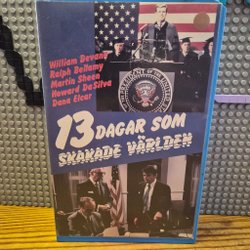 William Devane
Ralph Bellamy
Martin Sheen
Howard DaSilva
Dana Elcar
13 DAGAR SOM
SKAKADE VÄRLDEN